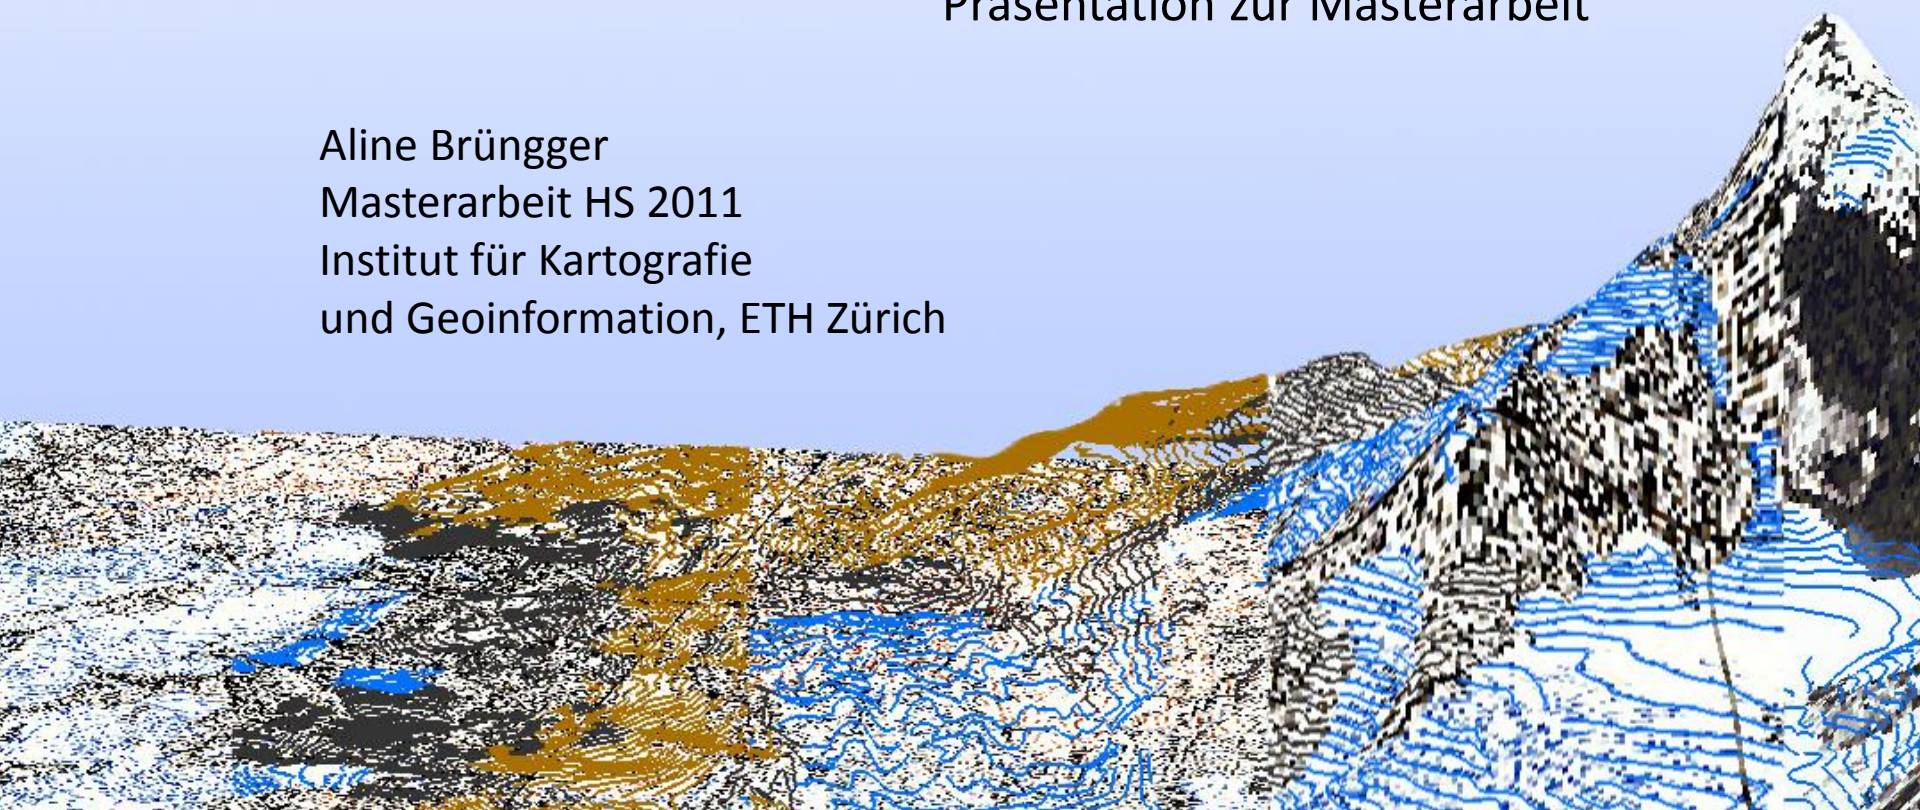 Präsentation zur Masterarbeit
Aline Brüngger
Masterarbeit HS 2011
Institut für Kartografie
und Geoinformation, ETH Zürich